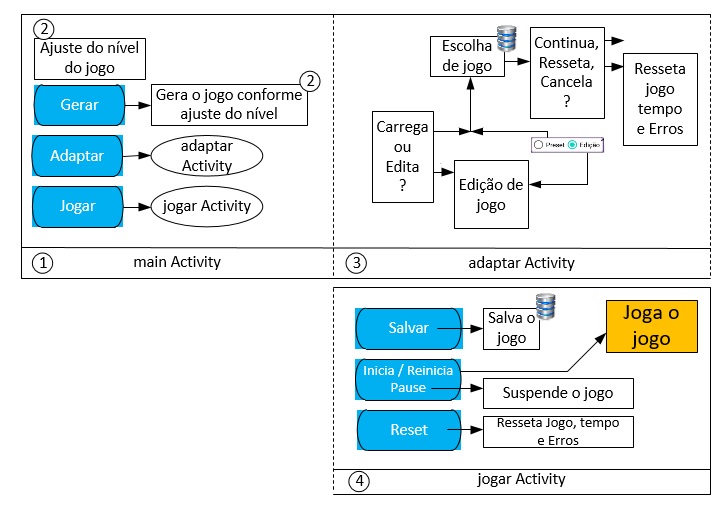 2
Ajuste do nível
do jogo
Gerar
Gera o jogo conforme
ajuste do nível
2
Adaptar
adaptar
Activity
Jogar
jogar Activity
1
main Activity
Escolha
de jogo
Continua,
Resseta,
Cancela
?
Resseta
jogo
tempo
e Erros
Carrega
ou
Edita
?
Preset
Edição
Edição de
jogo
3
adaptar Activity
Salvar
Salva o
jogo
Joga o
jogo
Inicia / Reinicia
Pause
Suspende o jogo
Reset
Resseta Jogo, tempo
e Erros
4
jogar Activity